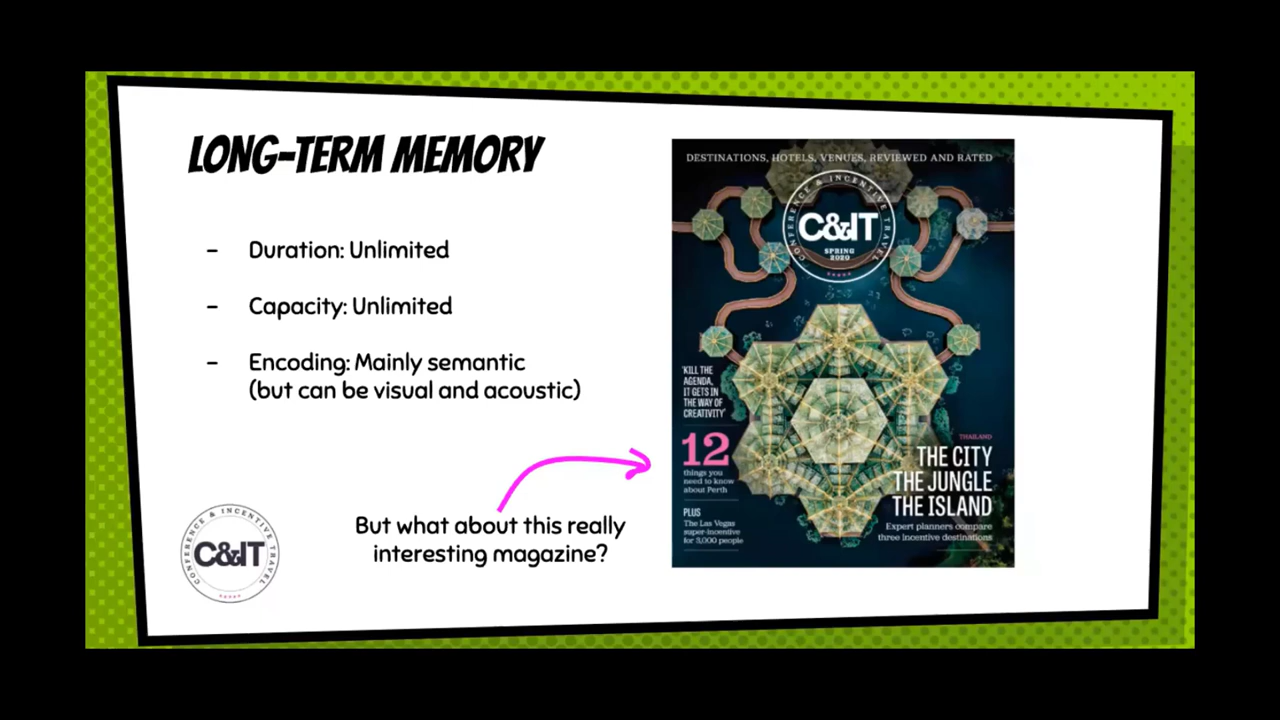 LONG-TERM MEMORY
- Duration: Unlimited
- Capacity: Unlimited
- Encoding: Mainly semantic
(but can be visual and acoustic)
But what about this really
interesting magazine?
CONFERENCE & INCENTIVE TRAVEL
C&IT
DESTINATIONS, HOTELS, VENUES, REVIEWED AND RATED
CONFERENCE & INCENTIVE TRAVEL
C&IT
SPRING
2020
'KILL THE
AGENDA,
IT GETS IN
THE WAY OF
CREATIVITY'
12
things you
need to know
about Perth
PLUS
The Las Vegas
super-incentive
for 3,000 people
THAILAND
THE CITY
THE JUNGLE
THE ISLAND
Expert planners compare
three incentive destinations